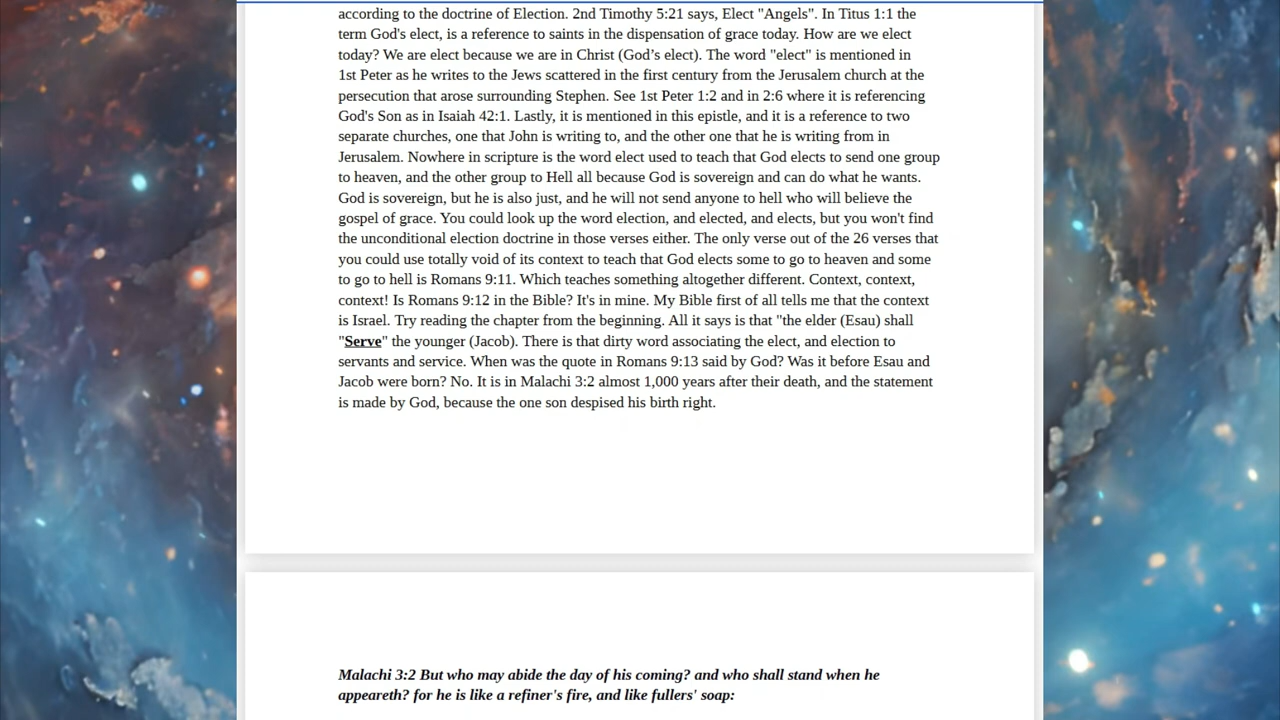 according to the doctrine of Election. 2nd Timothy 5:21 says, Elect "Angels". In Titus 1:1 the
term God's elect, is a reference to saints in the dispensation of grace today. How are we elect
today? We are elect because we are in Christ (God’s elect). The word "elect" is mentioned in
1st Peter as he writes to the Jews scattered in the first century from the Jerusalem church at the
persecution that arose surrounding Stephen. See 1st Peter 1:2 and in 2:6 where it is referencing
God's Son as in Isaiah 42:1. Lastly, it is mentioned in this epistle, and it is a reference to two
separate churches, one that John is writing to, and the other one that he is writing from in
Jerusalem. Nowhere in scripture is the word elect used to teach that God elects to send one group
to heaven, and the other group to Hell all because God is sovereign and can do what he wants.
God is sovereign, but he is also just, and he will not send anyone to hell who will believe the
gospel of grace. You could look up the word election, and elected, and elects, but you won't find
the unconditional election doctrine in those verses either. The only verse out of the 26 verses that
you could use totally void of its context to teach that God elects some to go to heaven and some
to go to hell is Romans 9:11. Which teaches something altogether different. Context, context,
context! Is Romans 9:12 in the Bible? It's in mine. My Bible first of all tells me that the context
is Israel. Try reading the chapter from the beginning. All it says is that "the elder (Esau) shall
"Serve" the younger (Jacob). There is that dirty word associating the elect, and election to
servants and service. When was the quote in Romans 9:13 said by God? Was it before Esau and
Jacob were born? No. It is in Malachi 3:2 almost 1,000 years after their death, and the statement
is made by God, because the one son despised his birth right.
Malachi 3:2 But who may abide the day of his coming? and who shall stand when he
appeareth? for he is like a refiner's fire, and like fullers' soap: